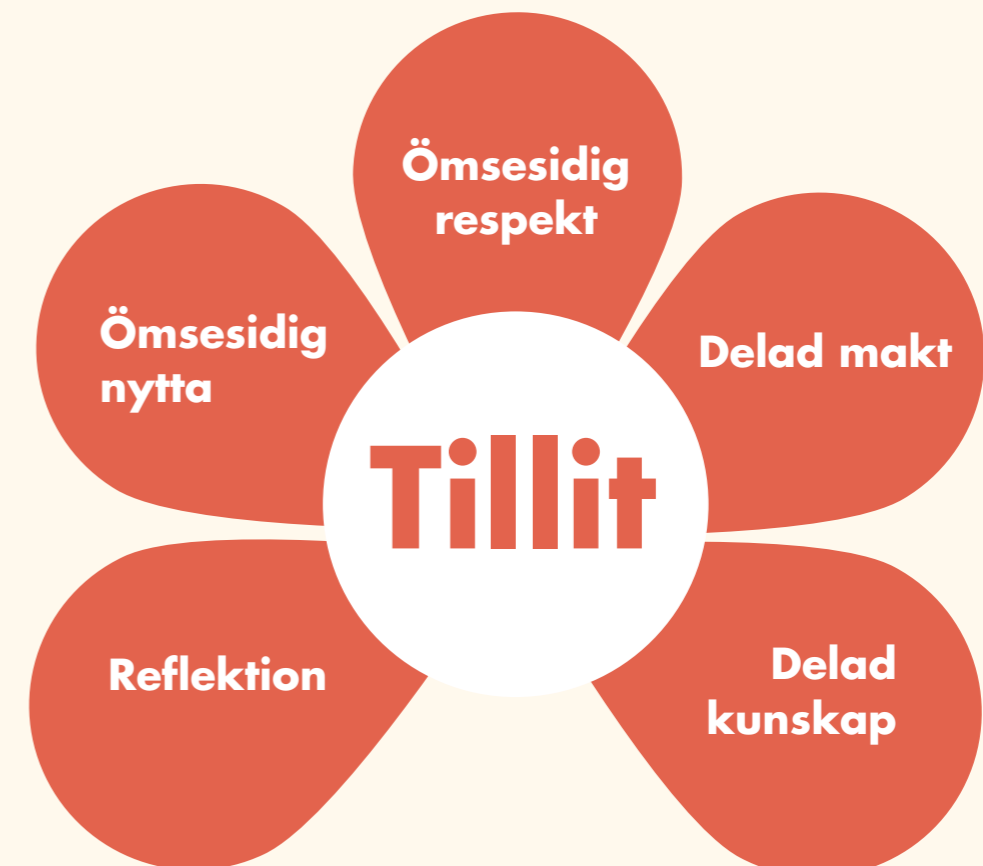 Ömsesidig
respekt
Ömsesidig
nytta
Delad makt
Tillit
Reflektion
Delad
kunskap